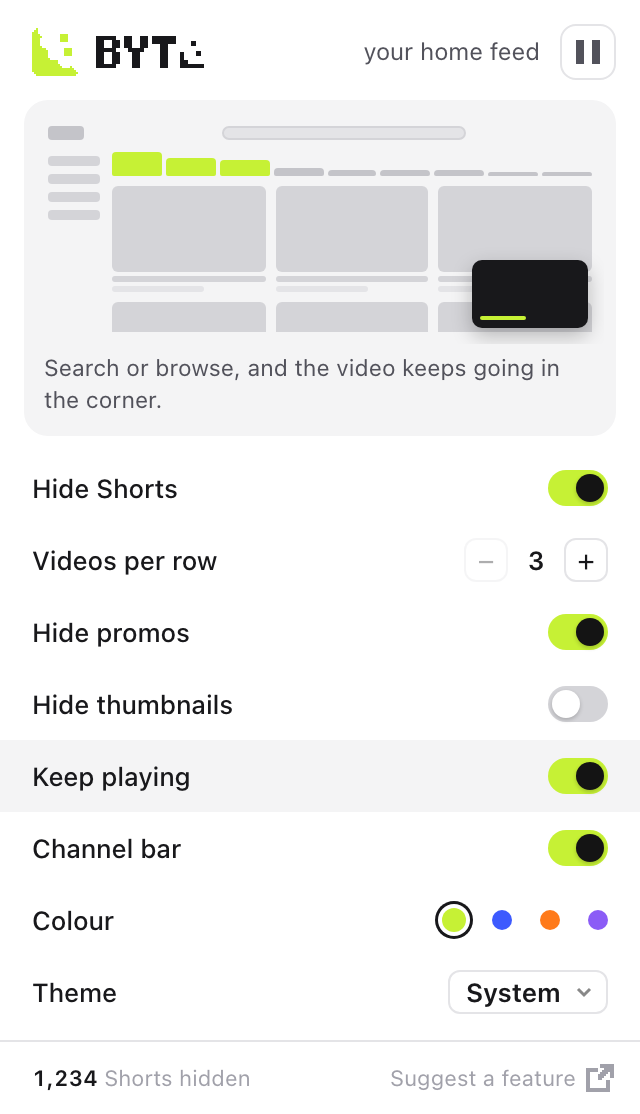 BYTE
your home feed
Search or browse, and the video keeps going in
the corner.
Hide Shorts
Videos per row − 3 +
Hide promos
Hide thumbnails
Keep playing
Channel bar
Colour
Theme System
1,234 Shorts hidden Suggest a feature